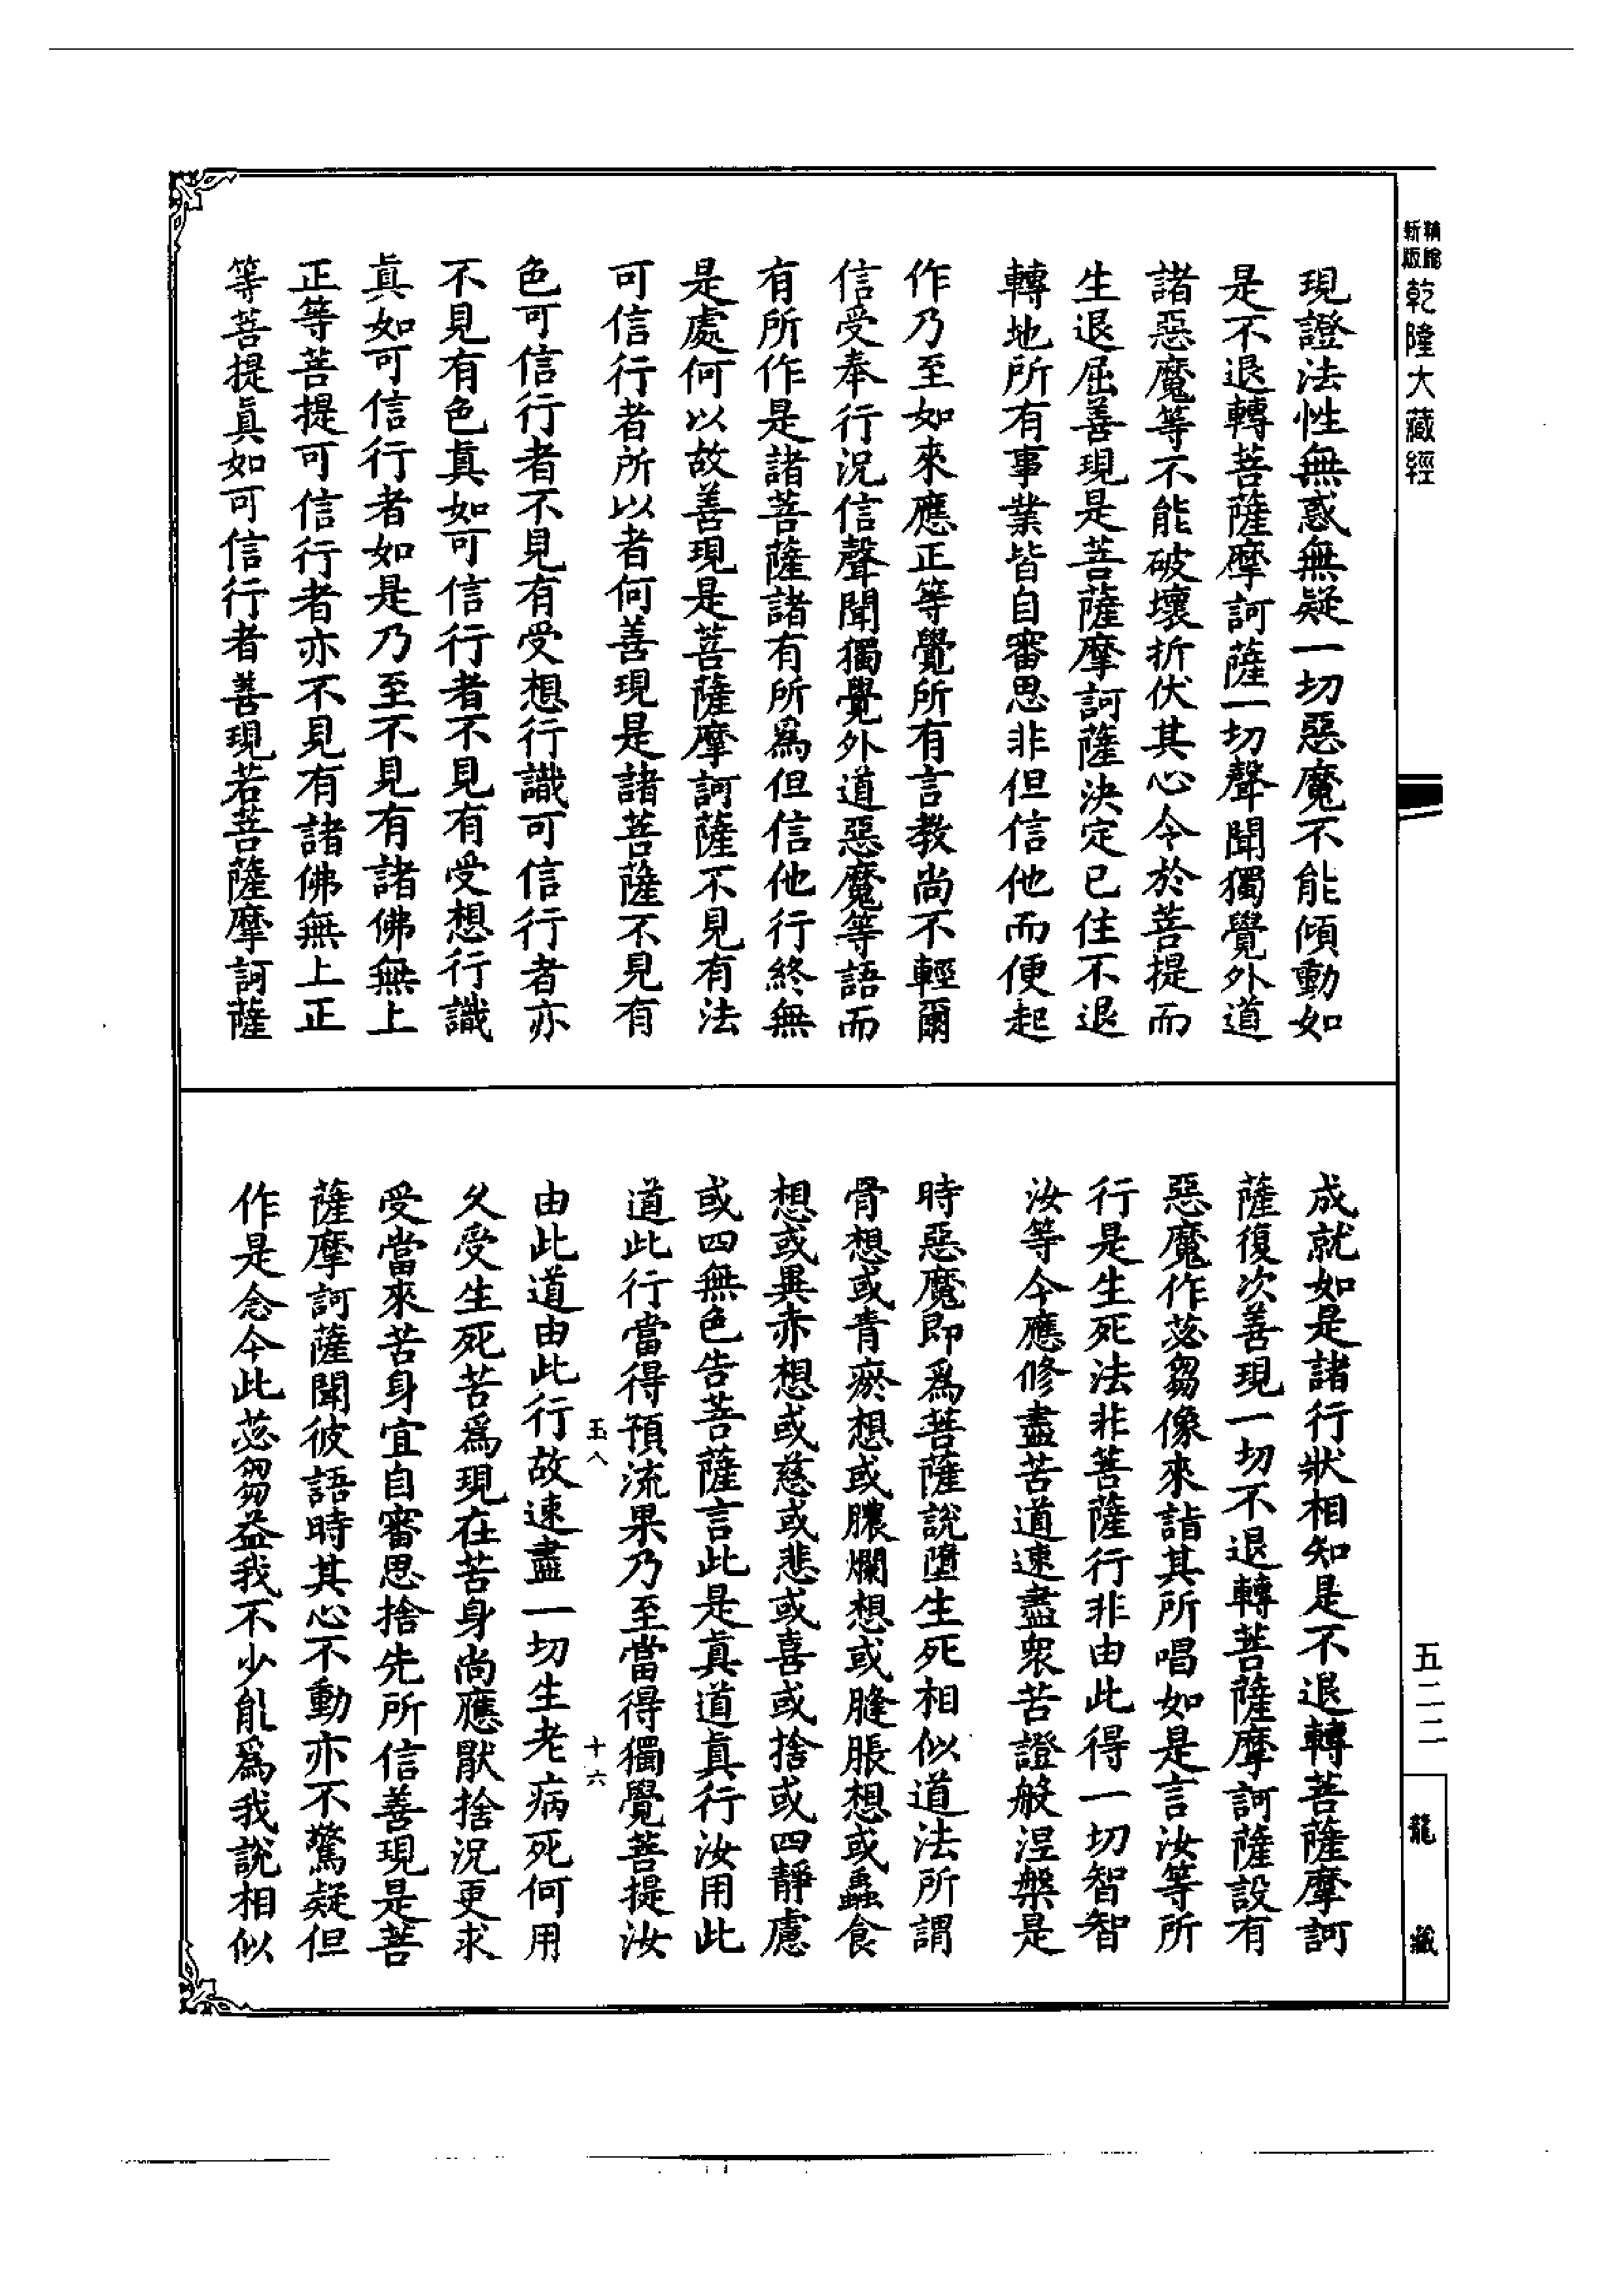 新版
精縮
乾隆大藏經
現證法性無惑無疑一切惡魔不能傾動如
是不退轉菩薩摩訶薩一切聲聞獨覺外道
諸惡魔等不能破壞折伏其心令於菩提而
生退屈善現是菩薩摩訶薩決定已住不退
轉地所有事業皆自審思非但信他而便起
作乃至如來應正等覺所有言教尚不輕爾
信受奉行況信聲聞獨覺外道惡魔等語而
有所作是諸菩薩諸有所爲但信他行終無
是處何以故善現是菩薩摩訶薩不見有法
可信行者所以者何善現是諸菩薩不見有
色可信行者不見有受想行識可信行者亦
不見有色真如可信行者不見有受想行識
真如可信行者如是乃至不見有諸佛無上
正等菩提可信行者亦不見有諸佛無上正
等菩提真如可信行者善現若菩薩摩訶薩
成就如是諸行狀相知是不退轉菩薩摩訶
薩復次善現一切不退轉菩薩摩訶薩設有
惡魔作苾芻像來詣其所唱如是言汝等所
行是生死法非菩薩行非由此得一切智智
汝等今應修盡苦道速盡衆苦證般涅槃是
時惡魔即爲菩薩說墮生死相似道法所謂
骨想或青瘀想或膿爛想或膖脹想或蟲食
想或異赤想或慈或悲或喜或捨或四靜慮
或四無色告菩薩言此是真道真行汝用此
道此行當得預流果乃至當得獨覺菩提汝
玉八 十六
由此道由此行故速盡一切生老病死何用
久受生死苦爲現在苦身尚應厭捨況更求
受當來苦身宜自審思捨先所信善現是菩
薩摩訶薩聞彼語時其心不動亦不驚疑但
作是念今此苾芻益我不少能爲我說相似
五二二
龍藏